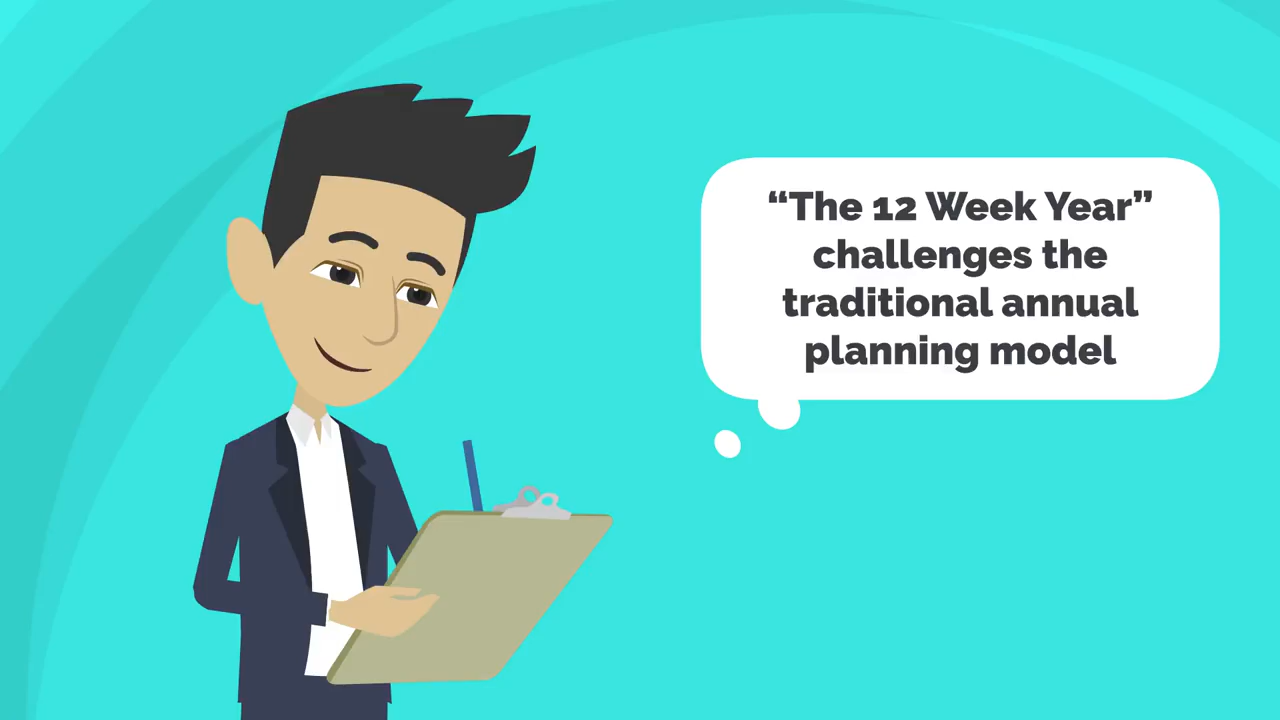 “The 12 Week Year”
challenges the
traditional annual
planning model